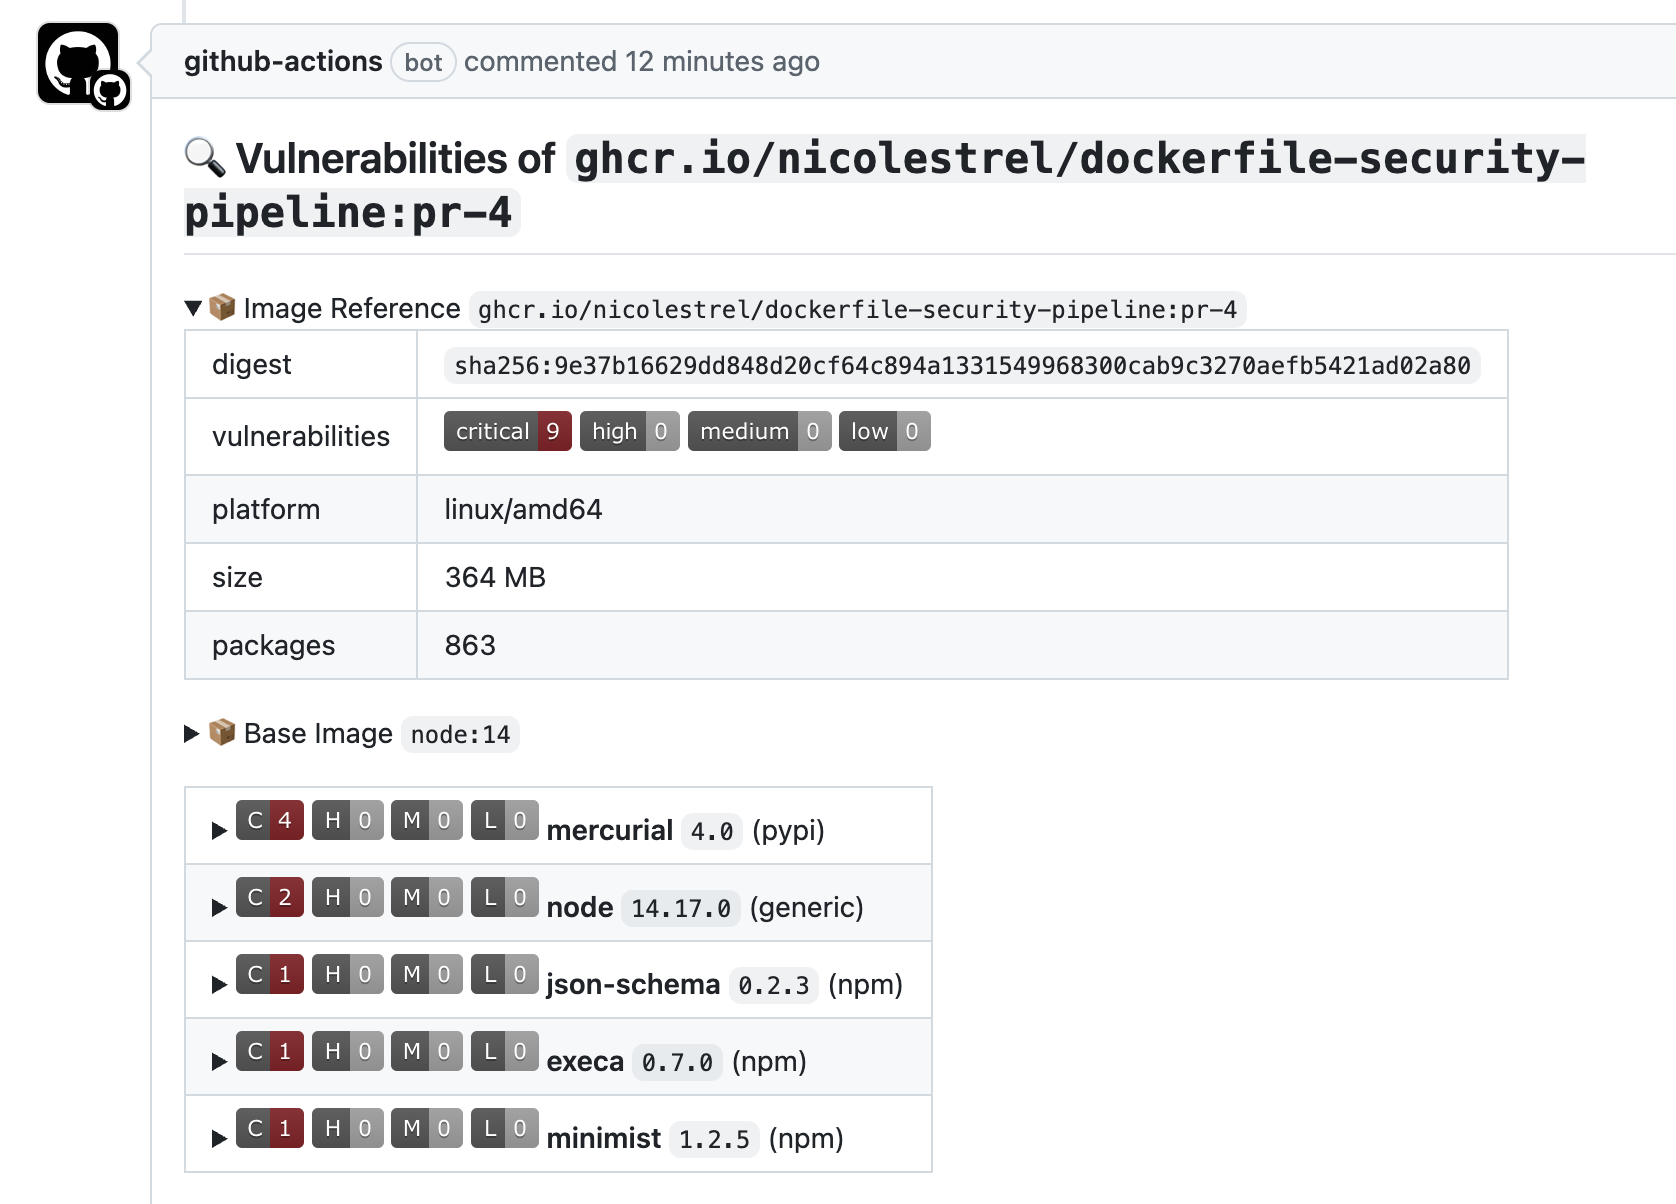 github-actions bot commented 12 minutes ago
🔍 Vulnerabilities of ghcr.io/nicolestrel/dockerfile-security-
pipeline:pr-4
▼ 📦 Image Reference ghcr.io/nicolestrel/dockerfile-security-pipeline:pr-4
digest sha256:9e37b16629dd848d20cf64c894a1331549968300cab9c3270aefb5421ad02a80
vulnerabilities critical 9 high 0 medium 0 low 0
platform linux/amd64
size 364 MB
packages 863
▶ 📦 Base Image node:14
▶ C 4 H 0 M 0 L 0 mercurial 4.0 (pypi)
▶ C 2 H 0 M 0 L 0 node 14.17.0 (generic)
▶ C 1 H 0 M 0 L 0 json-schema 0.2.3 (npm)
▶ C 1 H 0 M 0 L 0 execa 0.7.0 (npm)
▶ C 1 H 0 M 0 L 0 minimist 1.2.5 (npm)